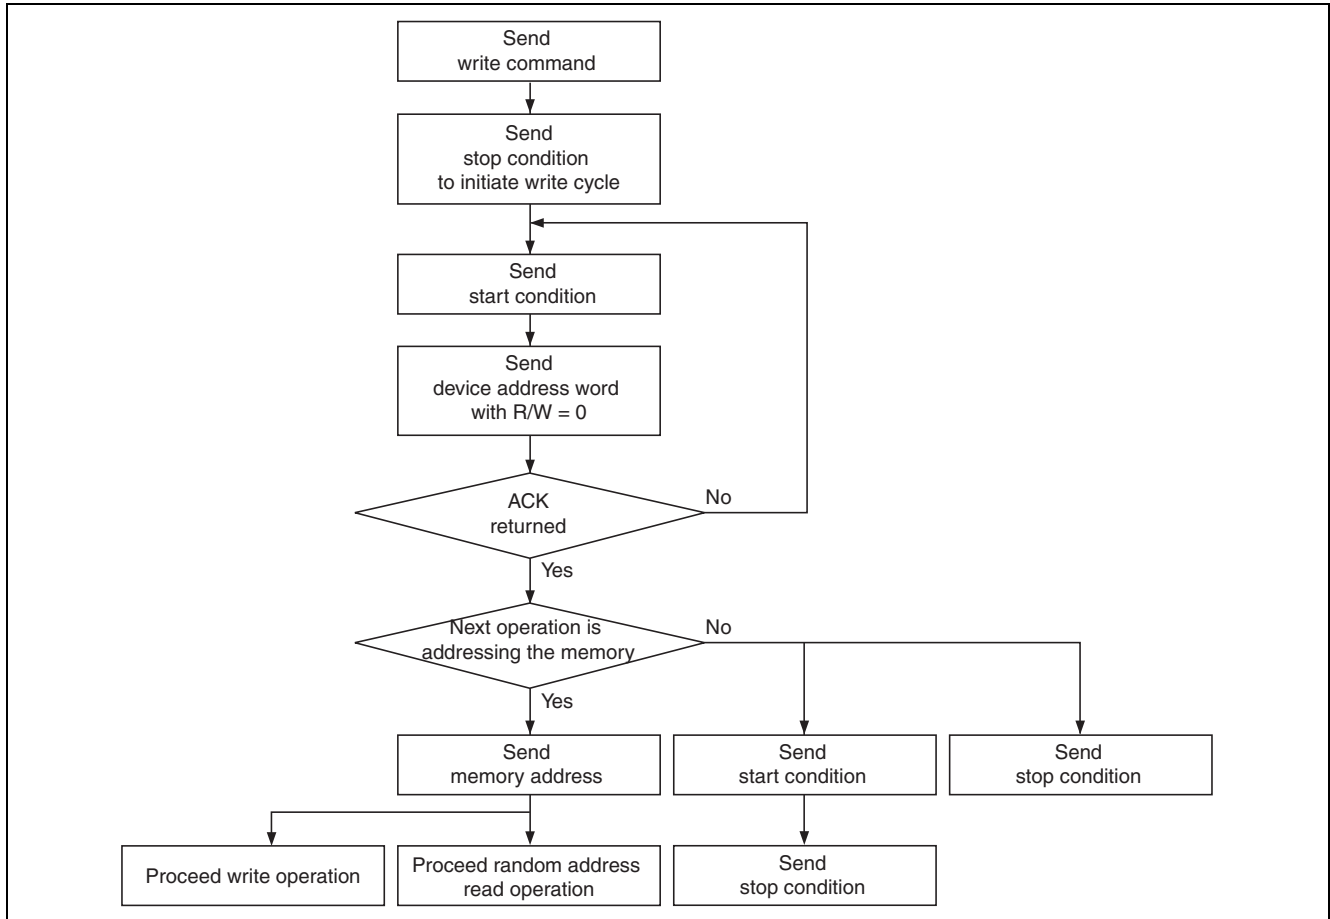 Send
write command
Send
stop condition
to initiate write cycle
Send
start condition
Send
device address word
with R/W = 0
ACK
returned
No
Yes
Next operation is
addressing the memory
No
Yes
Send
memory address
Send
start condition
Send
stop condition
Proceed write operation
Proceed random address
read operation
Send
stop condition